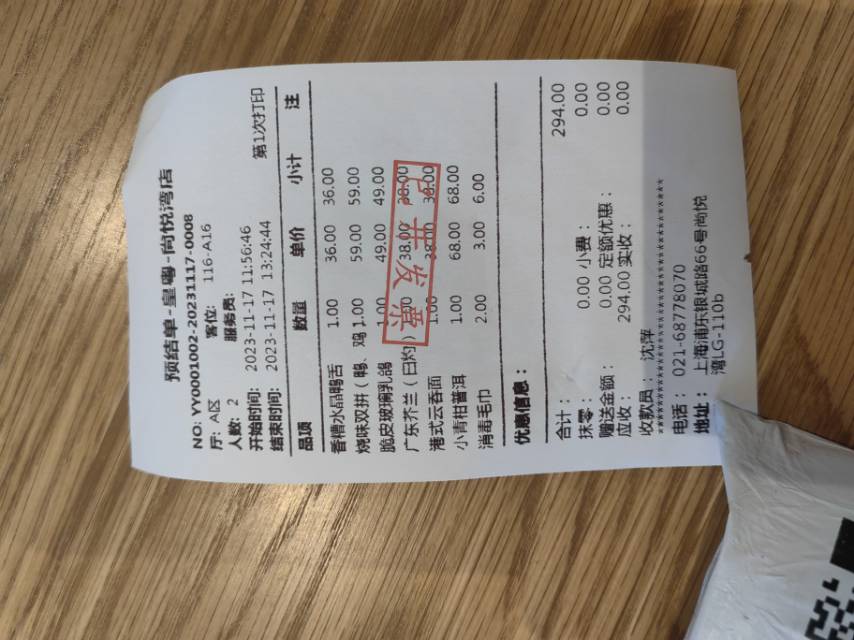 预结单-皇粤-尚悦湾店
NO: YY0001002-20231117-0008
厅: A区 客位: 116-A16
人数: 2 服务员:
开始时间: 2023-11-17 11:56:46 第1次打印
结束时间: 2023-11-17 13:24:44
品项 数量 单价 小计 注
香糟水品鸭舌 1.00 36.00 36.00
烧味双拼（鸭、鸡 1.00 59.00 59.00
脆皮玻璃乳鸽 1.00 49.00 49.00
广东芥兰（白灼） 1.00 38.00 38.00
港式云吞面 1.00 38.00 38.00
小青柑普洱 1.00 68.00 68.00
消毒毛巾 2.00 3.00 6.00
已开发票
优惠信息：
合计： 294.00
抹零： 0.00 小费： 0.00
赠送金额： 0.00 定额优惠： 0.00
应收： 294.00 实收： 0.00
收款员： 沈萍
电话： 021-68778070
地址： 上海浦东银城路66号尚悦
湾LG-110b